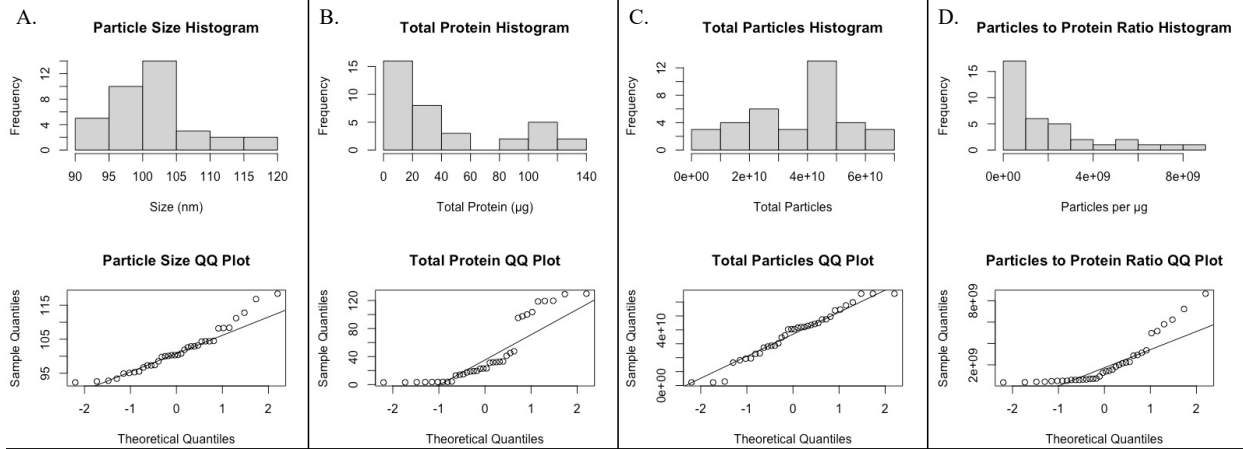 A.
Particle Size Histogram
Frequency
0 4 8 12
90 95 100 105 110 115 120
Size (nm)
Particle Size QQ Plot
Sample Quantiles
95 105 115
-2 -1 0 1 2
Theoretical Quantiles
B.
Total Protein Histogram
Frequency
0 5 10 15
0 20 40 60 80 100 140
Total Protein (µg)
Total Protein QQ Plot
Sample Quantiles
0 40 80 120
-2 -1 0 1 2
Theoretical Quantiles
C.
Total Particles Histogram
Frequency
0 4 8 12
0e+00 2e+10 4e+10 6e+10
Total Particles
Total Particles QQ Plot
Sample Quantiles
0e+00 4e+10
-2 -1 0 1 2
Theoretical Quantiles
D.
Particles to Protein Ratio Histogram
Frequency
0 5 10 15
0e+00 4e+09 8e+09
Particles per µg
Particles to Protein Ratio QQ Plot
Sample Quantiles
2e+09 8e+09
-2 -1 0 1 2
Theoretical Quantiles